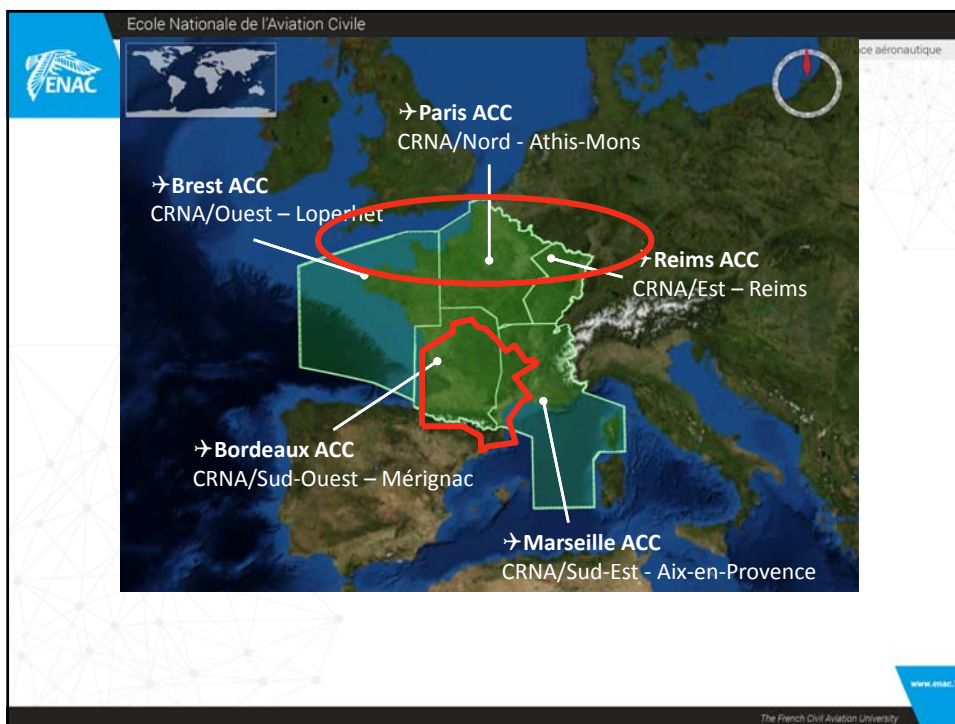 Ecole Nationale de l'Aviation Civile
ENAC
ce aéronautique
Paris ACC
CRNA/Nord - Athis-Mons
Brest ACC
CRNA/Ouest – Loperhet
Reims ACC
CRNA/Est – Reims
Bordeaux ACC
CRNA/Sud-Ouest – Mérignac
Marseille ACC
CRNA/Sud-Est - Aix-en-Provence
www.enac.
The French Civil Aviation University